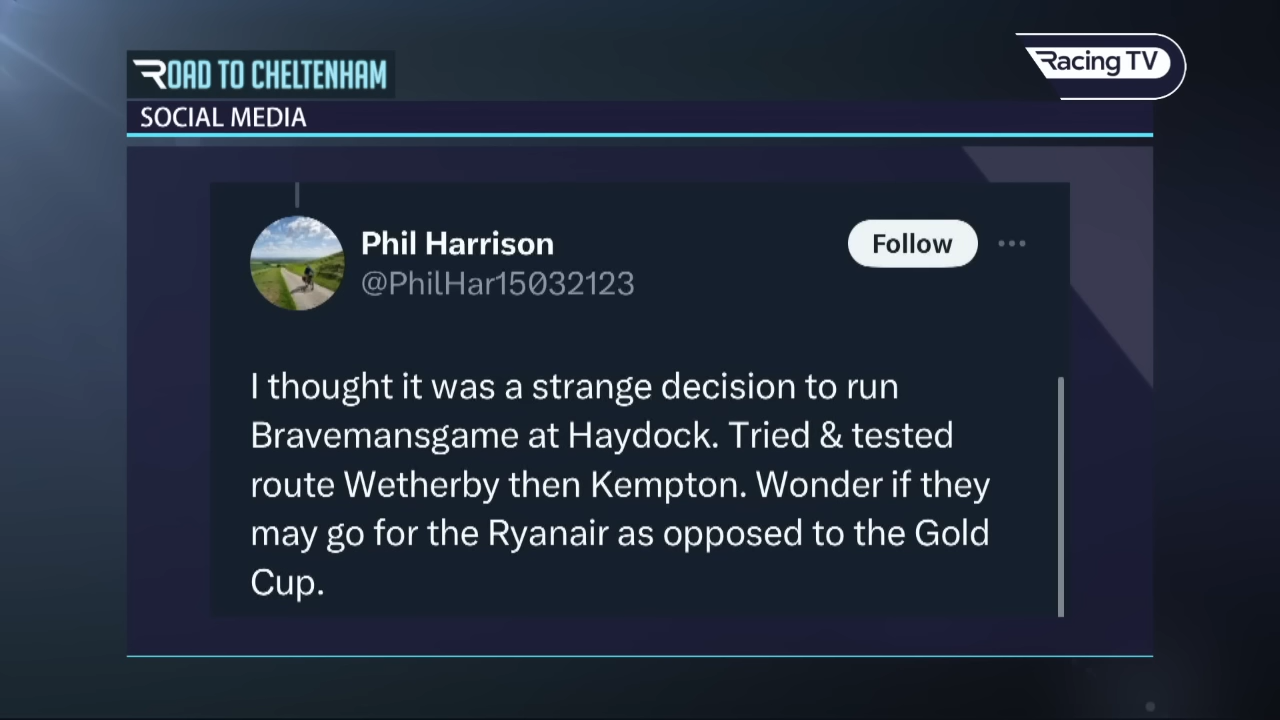 ROAD TO CHELTENHAM
Racing TV
SOCIAL MEDIA
Phil Harrison
@PhilHar15032123
Follow
I thought it was a strange decision to run
Bravemansgame at Haydock. Tried & tested
route Wetherby then Kempton. Wonder if they
may go for the Ryanair as opposed to the Gold
Cup.